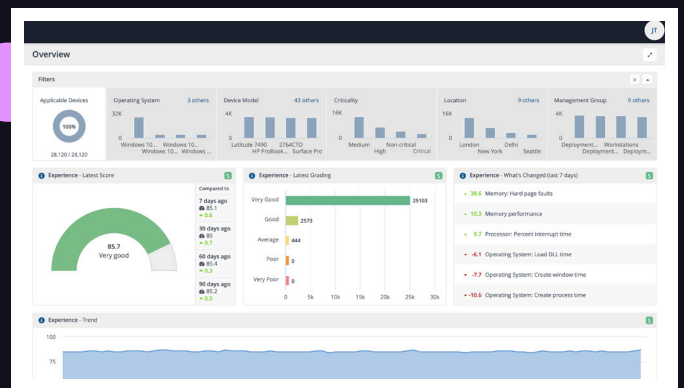 JT
Overview
Filters
Applicable Devices
100%
28,120 / 28,120
Operating System 3 others
32K
0
Windows 10... Windows 10...
Windows 10... Windows ...
Device Model 43 others
4K
0
Latitude 7490 2764CTO
HP ProBook... Surface Pro
Criticality
16K
0
Medium Non-critical
High Critical
Location 9 others
16K
0
London Delhi
New York Seattle
Management Group 9 others
4K
0
Deployment... Workstations
Deployment... Deploym...
Experience - Latest Score S
85.7
Very good
Compared to
7 days ago
85.1
0.6
30 days ago
85
0.7
60 days ago
85.4
0.3
90 days ago
85.2
0.5
Experience - Latest Grading S
Very Good 25103
Good 2573
Average 444
Poor 0
Very Poor 0
0 5k 10k 15k 20k 25k 30k
Experience - What's Changed (last 7 days) S
38.6 Memory: Hard page faults
10.3 Memory performance
9.7 Processor: Percent interrupt time
-6.1 Operating System: Load DLL time
-7.7 Operating System: Create window time
-10.6 Operating System: Create process time
Experience - Trend S
100
75